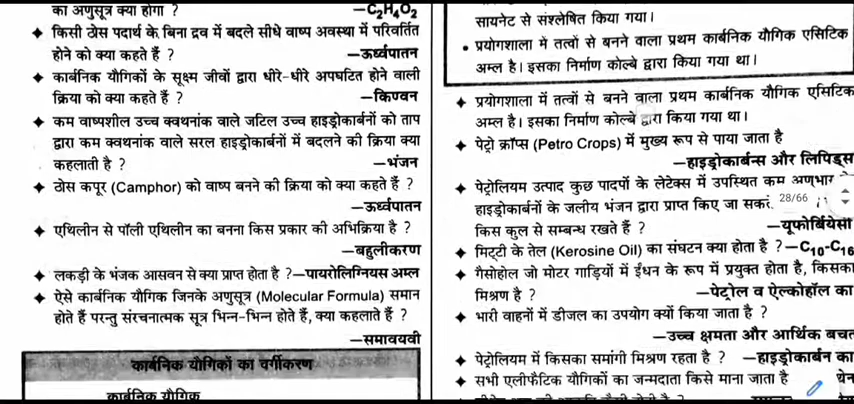 का अणुसूत्र क्या होगा ? —C₂H₄O₂
किसी ठोस पदार्थ के बिना द्रव में बदले सीधे वाष्प अवस्था में परिवर्तित
होने को क्या कहते हैं ? —ऊर्ध्वपातन
कार्बनिक यौगिकों के सूक्ष्म जीवों द्वारा धीरे-धीरे अपघटित होने वाली
क्रिया को क्या कहते हैं ? —किण्वन
कम वाष्पशील उच्च क्वथनांक वाले जटिल उच्च हाइड्रोकार्बनों को ताप
द्वारा कम क्वथनांक वाले सरल हाइड्रोकार्बनों में बदलने की क्रिया क्या
कहलाती है ? —भंजन
ठोस कपूर (Camphor) को वाष्प बनने की क्रिया को क्या कहते हैं ?
—ऊर्ध्वपातन
एथिलीन से पॉली एथिलीन का बनना किस प्रकार की अभिक्रिया है ?
—बहुलीकरण
लकड़ी के भंजक आसवन से क्या प्राप्त होता है ?—पायरोलिग्नियस अम्ल
ऐसे कार्बनिक यौगिक जिनके अणुसूत्र (Molecular Formula) समान
होते हैं परन्तु संरचनात्मक सूत्र भिन्न-भिन्न होते हैं, क्या कहलाते हैं ?
—समावयवी
कार्बनिक यौगिकों का वर्गीकरण
कार्बनिक यौगिक
सायनेट से संश्लेषित किया गया।
• प्रयोगशाला में तत्वों से बनने वाला प्रथम कार्बनिक यौगिक एसिटिक
अम्ल है। इसका निर्माण कोल्बे द्वारा किया गया था।
प्रयोगशाला में तत्वों से बनने वाला प्रथम कार्बनिक यौगिक एसिटिक
अम्ल है। इसका निर्माण कोल्बे द्वारा किया गया था।
पेट्रो क्रॉप्स (Petro Crops) में मुख्य रूप से पाया जाता है
—हाइड्रोकार्बन्स और लिपिड्स
पेट्रोलियम उत्पाद कुछ पादपों के लेटेक्स में उपस्थित कम अणुभार
हाइड्रोकार्बनों के जलीय भंजन द्वारा प्राप्त किए जा सकते 28/66
किस कुल से सम्बन्ध रखते हैं ? —यूफोर्बियेसी
मिट्टी के तेल (Kerosine Oil) का संघटन क्या होता है ?—C₁₀-C₁₆
गैसोहोल जो मोटर गाड़ियों में ईंधन के रूप में प्रयुक्त होता है, किसका
मिश्रण है ? —पेट्रोल व ऐल्कोहॉल का
भारी वाहनों में डीजल का उपयोग क्यों किया जाता है ?
—उच्च क्षमता और आर्थिक बचत
पेट्रोलियम में किसका समांगी मिश्रण रहता है ? —हाइड्रोकार्बन का
सभी एलीफैटिक यौगिकों का जन्मदाता किसे माना जाता है